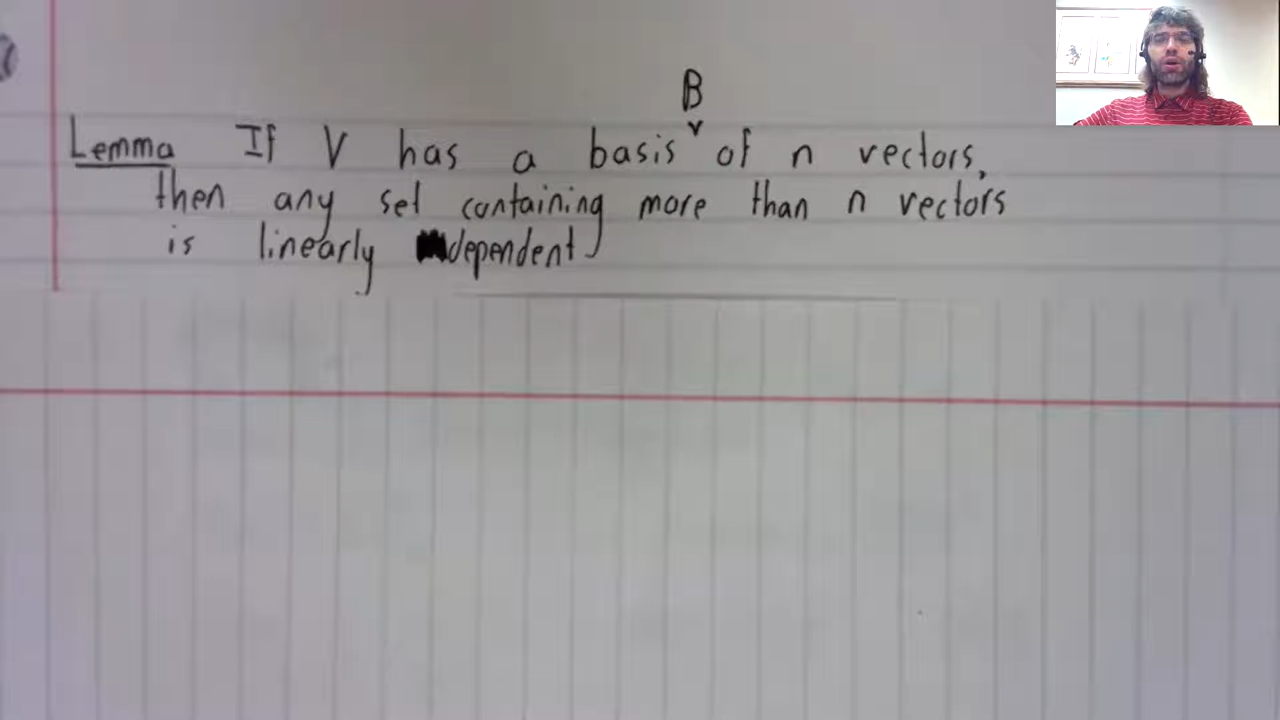 B
Lemma If V has a basis ˅ of n vectors,
then any set containing more than n vectors
is linearly dependent